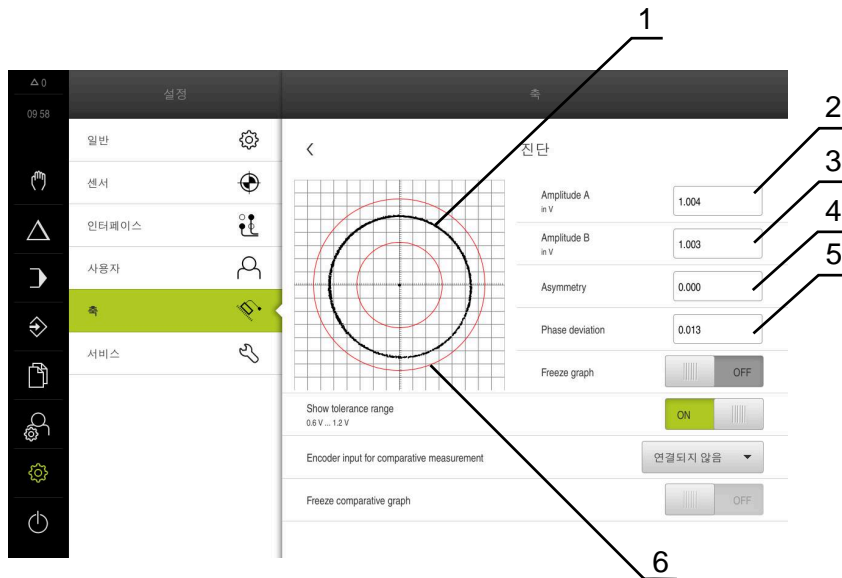 1
△ 0
설정
축
09 58
2
일반
진단
센서
3
Amplitude A
in V
1.004
인터페이스
4
Amplitude B
in V
1.003
5
사용자
Asymmetry
0.000
축
Phase deviation
0.013
서비스
Freeze graph
OFF
Show tolerance range
0.6 V ... 1.2 V
ON
Encoder input for comparative measurement
연결되지 않음
Freeze comparative graph
OFF
6